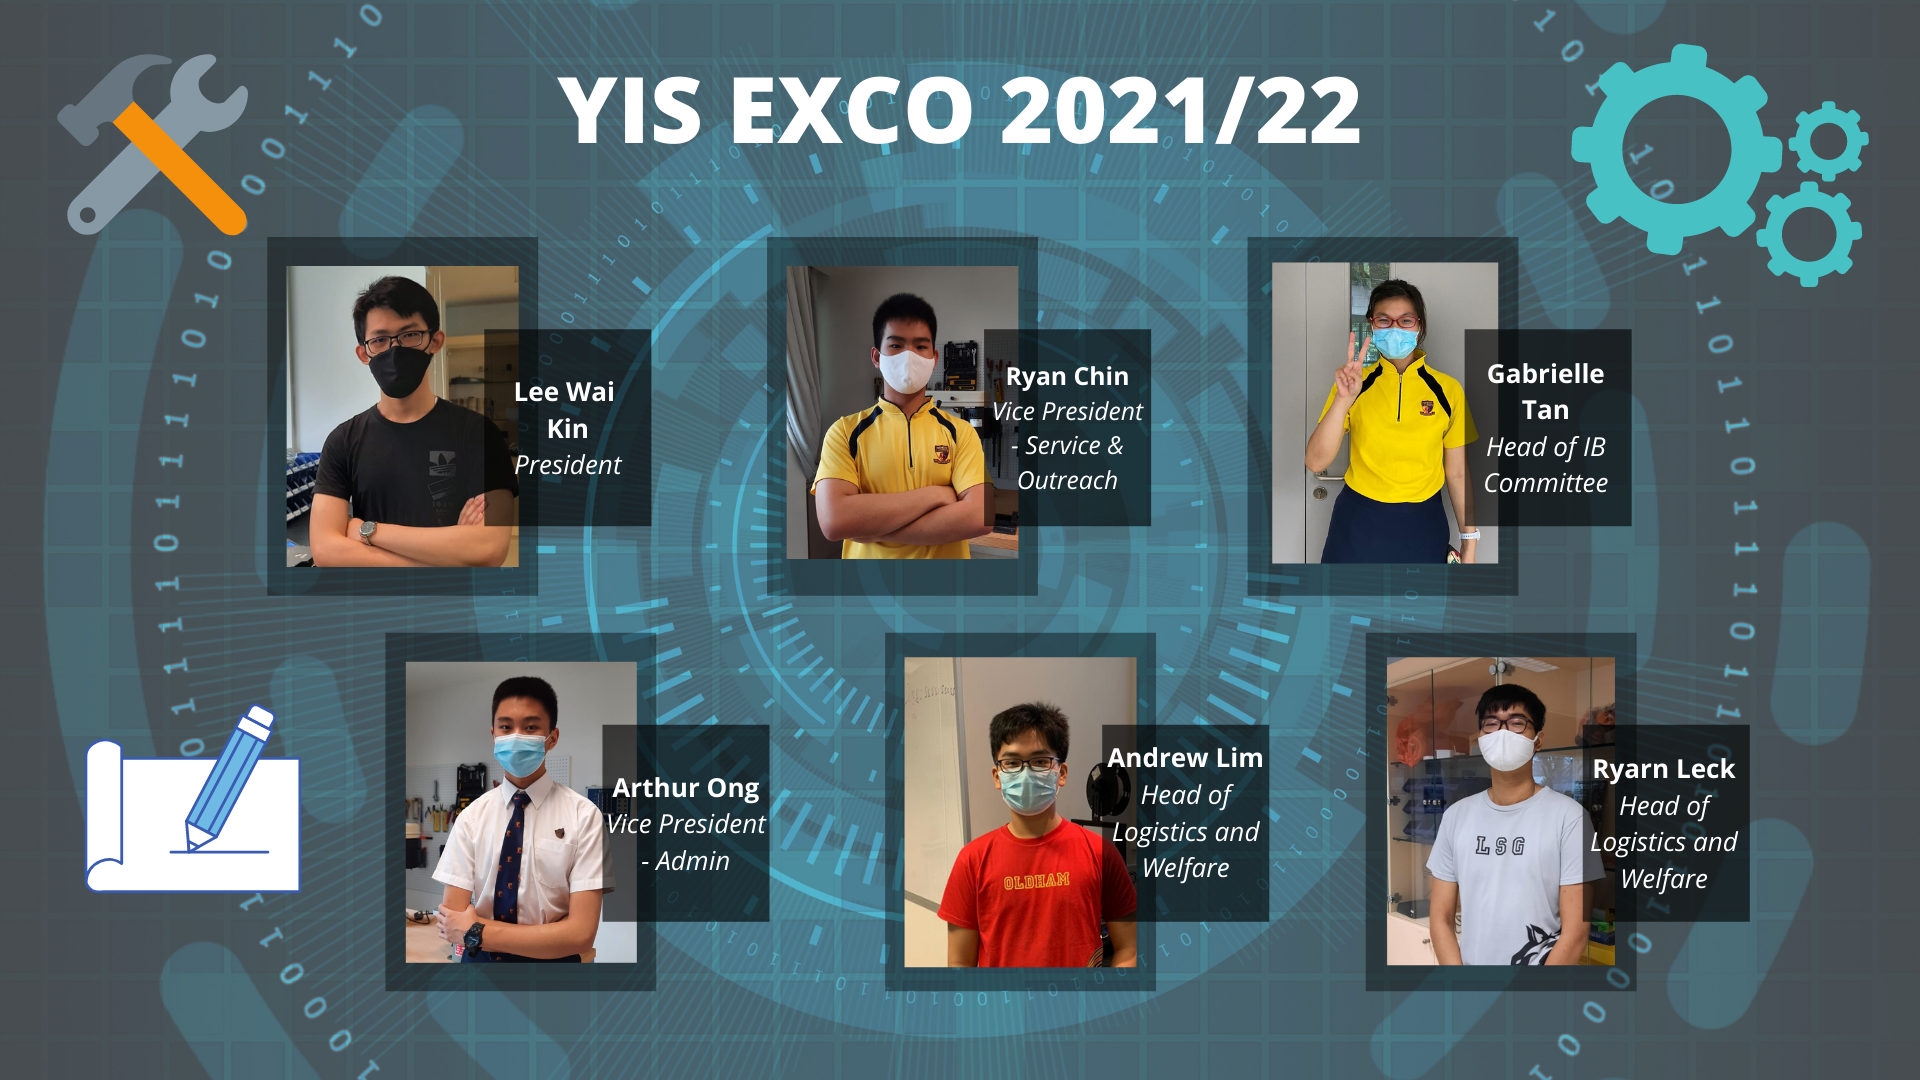 YIS EXCO 2021/22
Lee Wai
Kin
President
Ryan Chin
Vice President
- Service &
Outreach
Gabrielle
Tan
Head of IB
Committee
Arthur Ong
Vice President
- Admin
Andrew Lim
Head of
Logistics and
Welfare
OLDHAM
Ryarn Leck
Head of
Logistics and
Welfare
LSG